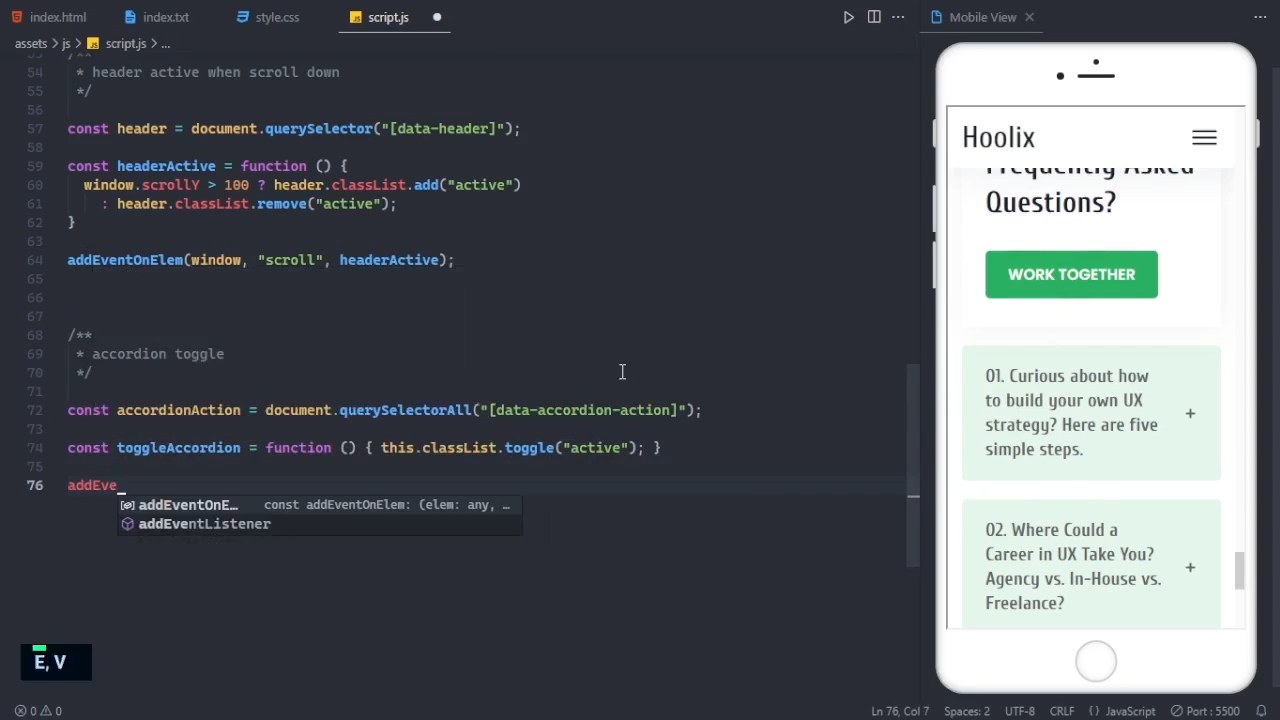 index.html
index.txt
style.css
script.js
Mobile View
assets > js > script.js > ...
54 * header active when scroll down
55 */
56
57 const header = document.querySelector("[data-header]");
58
59 const headerActive = function () {
60 window.scrollY > 100 ? header.classList.add("active")
61 : header.classList.remove("active");
62 }
63
64 addEventOnElem(window, "scroll", headerActive);
65
66
67
68 /**
69 * accordion toggle
70 */
71
72 const accordionAction = document.querySelectorAll("[data-accordion-action]");
73
74 const toggleAccordion = function () { this.classList.toggle("active"); }
75
76 addEve
addEventOnE… const addEventOnElem: (elem: any, …
addEventListener
E, V
Hoolix
Frequently Asked
Questions?
WORK TOGETHER
01. Curious about how
to build your own UX
strategy? Here are five
simple steps.
+
02. Where Could a
Career in UX Take You?
Agency vs. In-House vs.
Freelance?
+
0 0
Ln 76, Col 7
Spaces: 2
UTF-8
CRLF
{ } JavaScript
Port : 5500